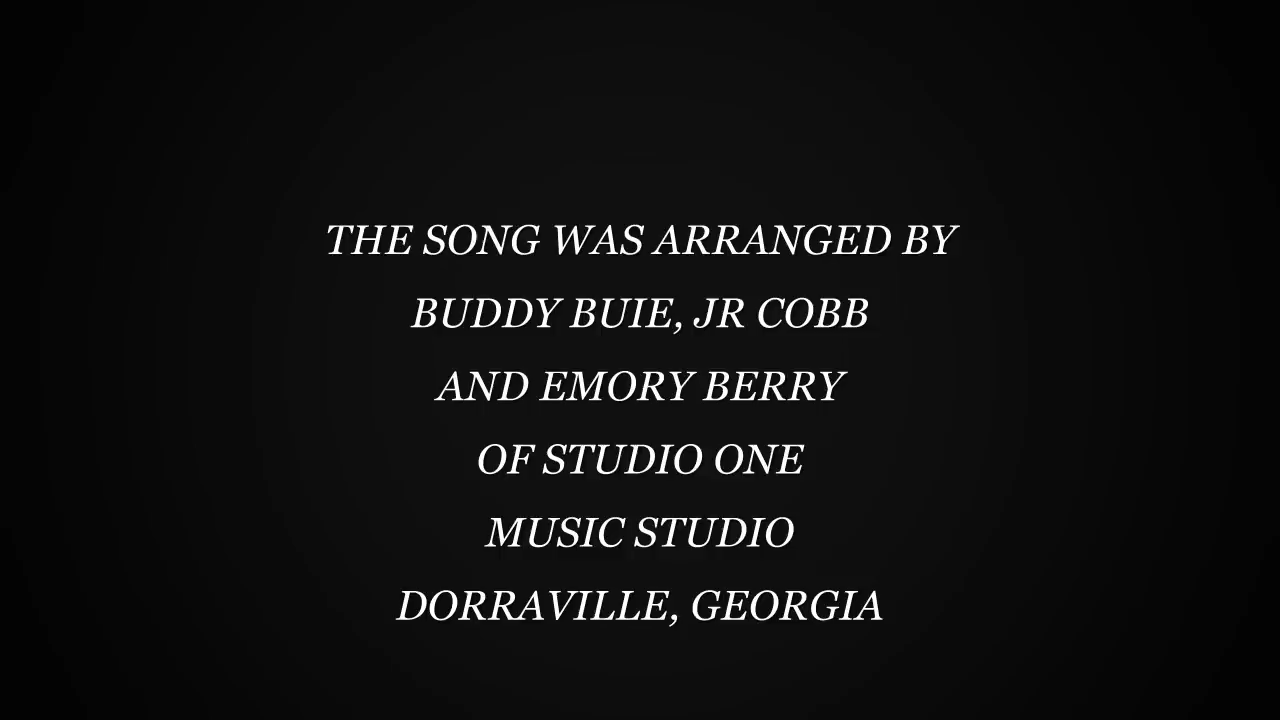 THE SONG WAS ARRANGED BY
BUDDY BUIE, JR COBB
AND EMORY BERRY
OF STUDIO ONE
MUSIC STUDIO
DORRAVILLE, GEORGIA